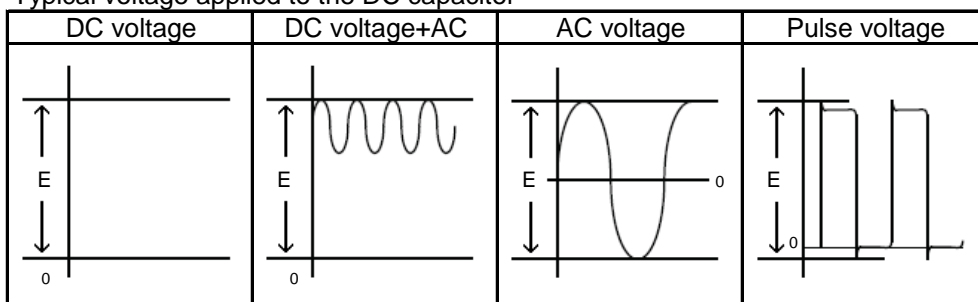 Typical voltage applied to the DC capacitor
DC voltage DC voltage+AC AC voltage Pulse voltage
E E E 0 E 0
0 0